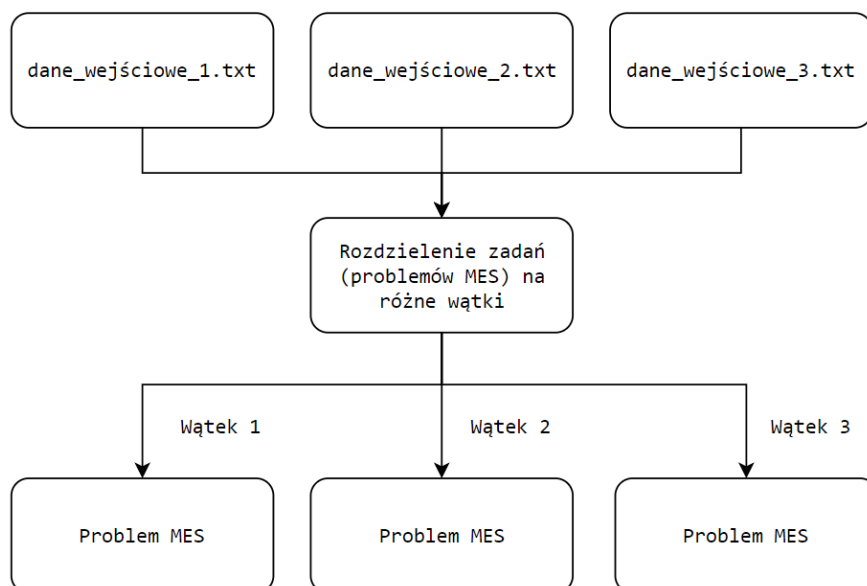 dane_wejściowe_1.txt
dane_wejściowe_2.txt
dane_wejściowe_3.txt
Rozdzielenie zadań
(problemów MES) na
różne wątki
Wątek 1
Wątek 2
Wątek 3
Problem MES
Problem MES
Problem MES